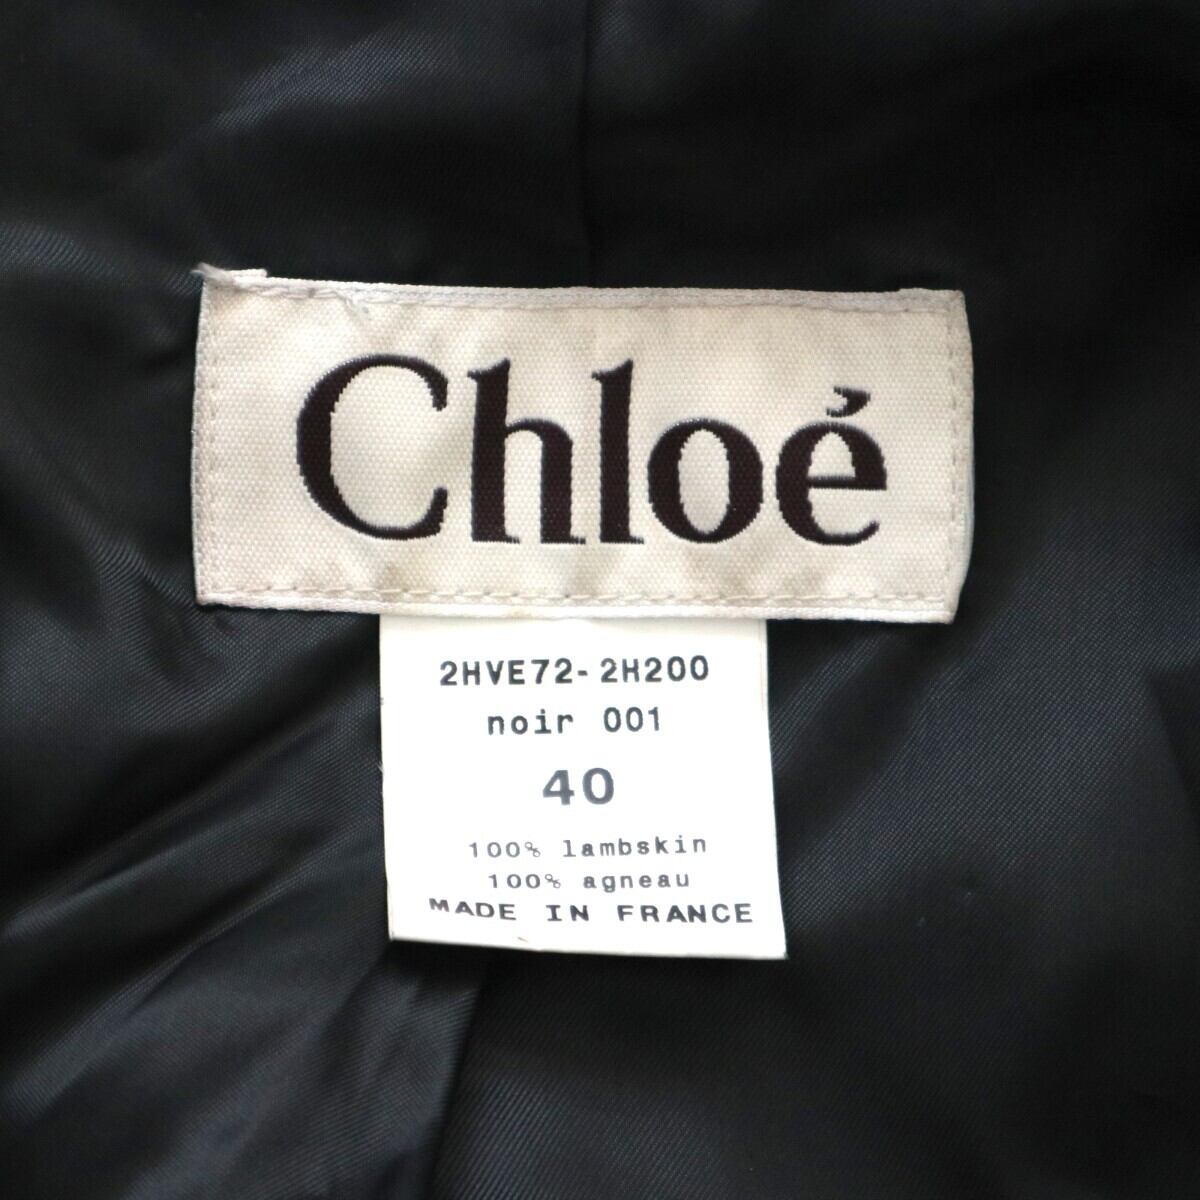 Chloé
2HVE72-2H200
noir 001
40
100% lambskin
100% agneau
MADE IN FRANCE